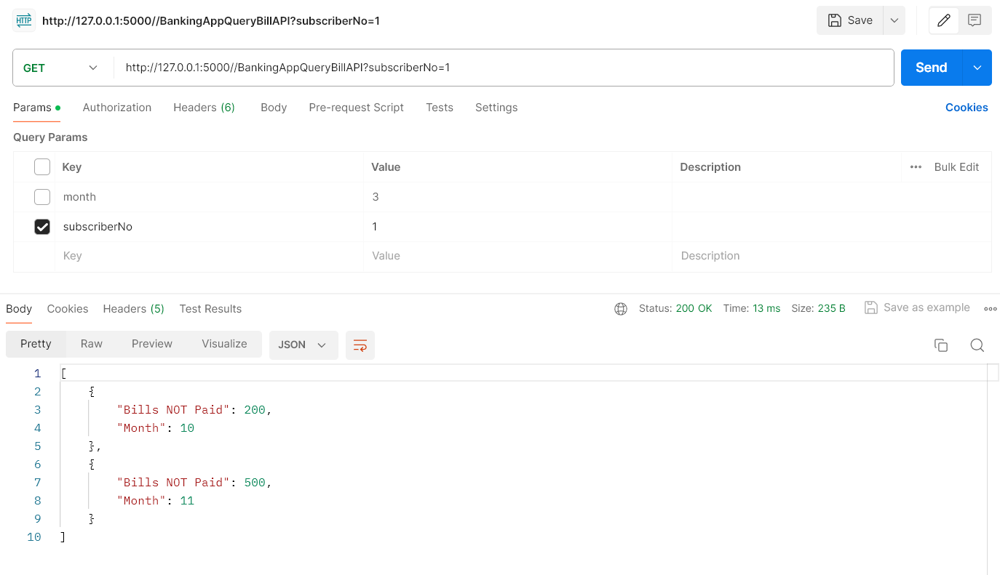 HTTP http://127.0.0.1:5000//BankingAppQueryBillAPI?subscriberNo=1 Save
GET http://127.0.0.1:5000//BankingAppQueryBillAPI?subscriberNo=1 Send
Params Authorization Headers (6) Body Pre-request Script Tests Settings Cookies
Query Params
Key Value Description ••• Bulk Edit
month 3
subscriberNo 1
Key Value Description
Body Cookies Headers (5) Test Results Status: 200 OK Time: 13 ms Size: 235 B Save as example •••
Pretty Raw Preview Visualize JSON
1 [
2 {
3 "Bills NOT Paid": 200,
4 "Month": 10
5 },
6 {
7 "Bills NOT Paid": 500,
8 "Month": 11
9 }
10 ]